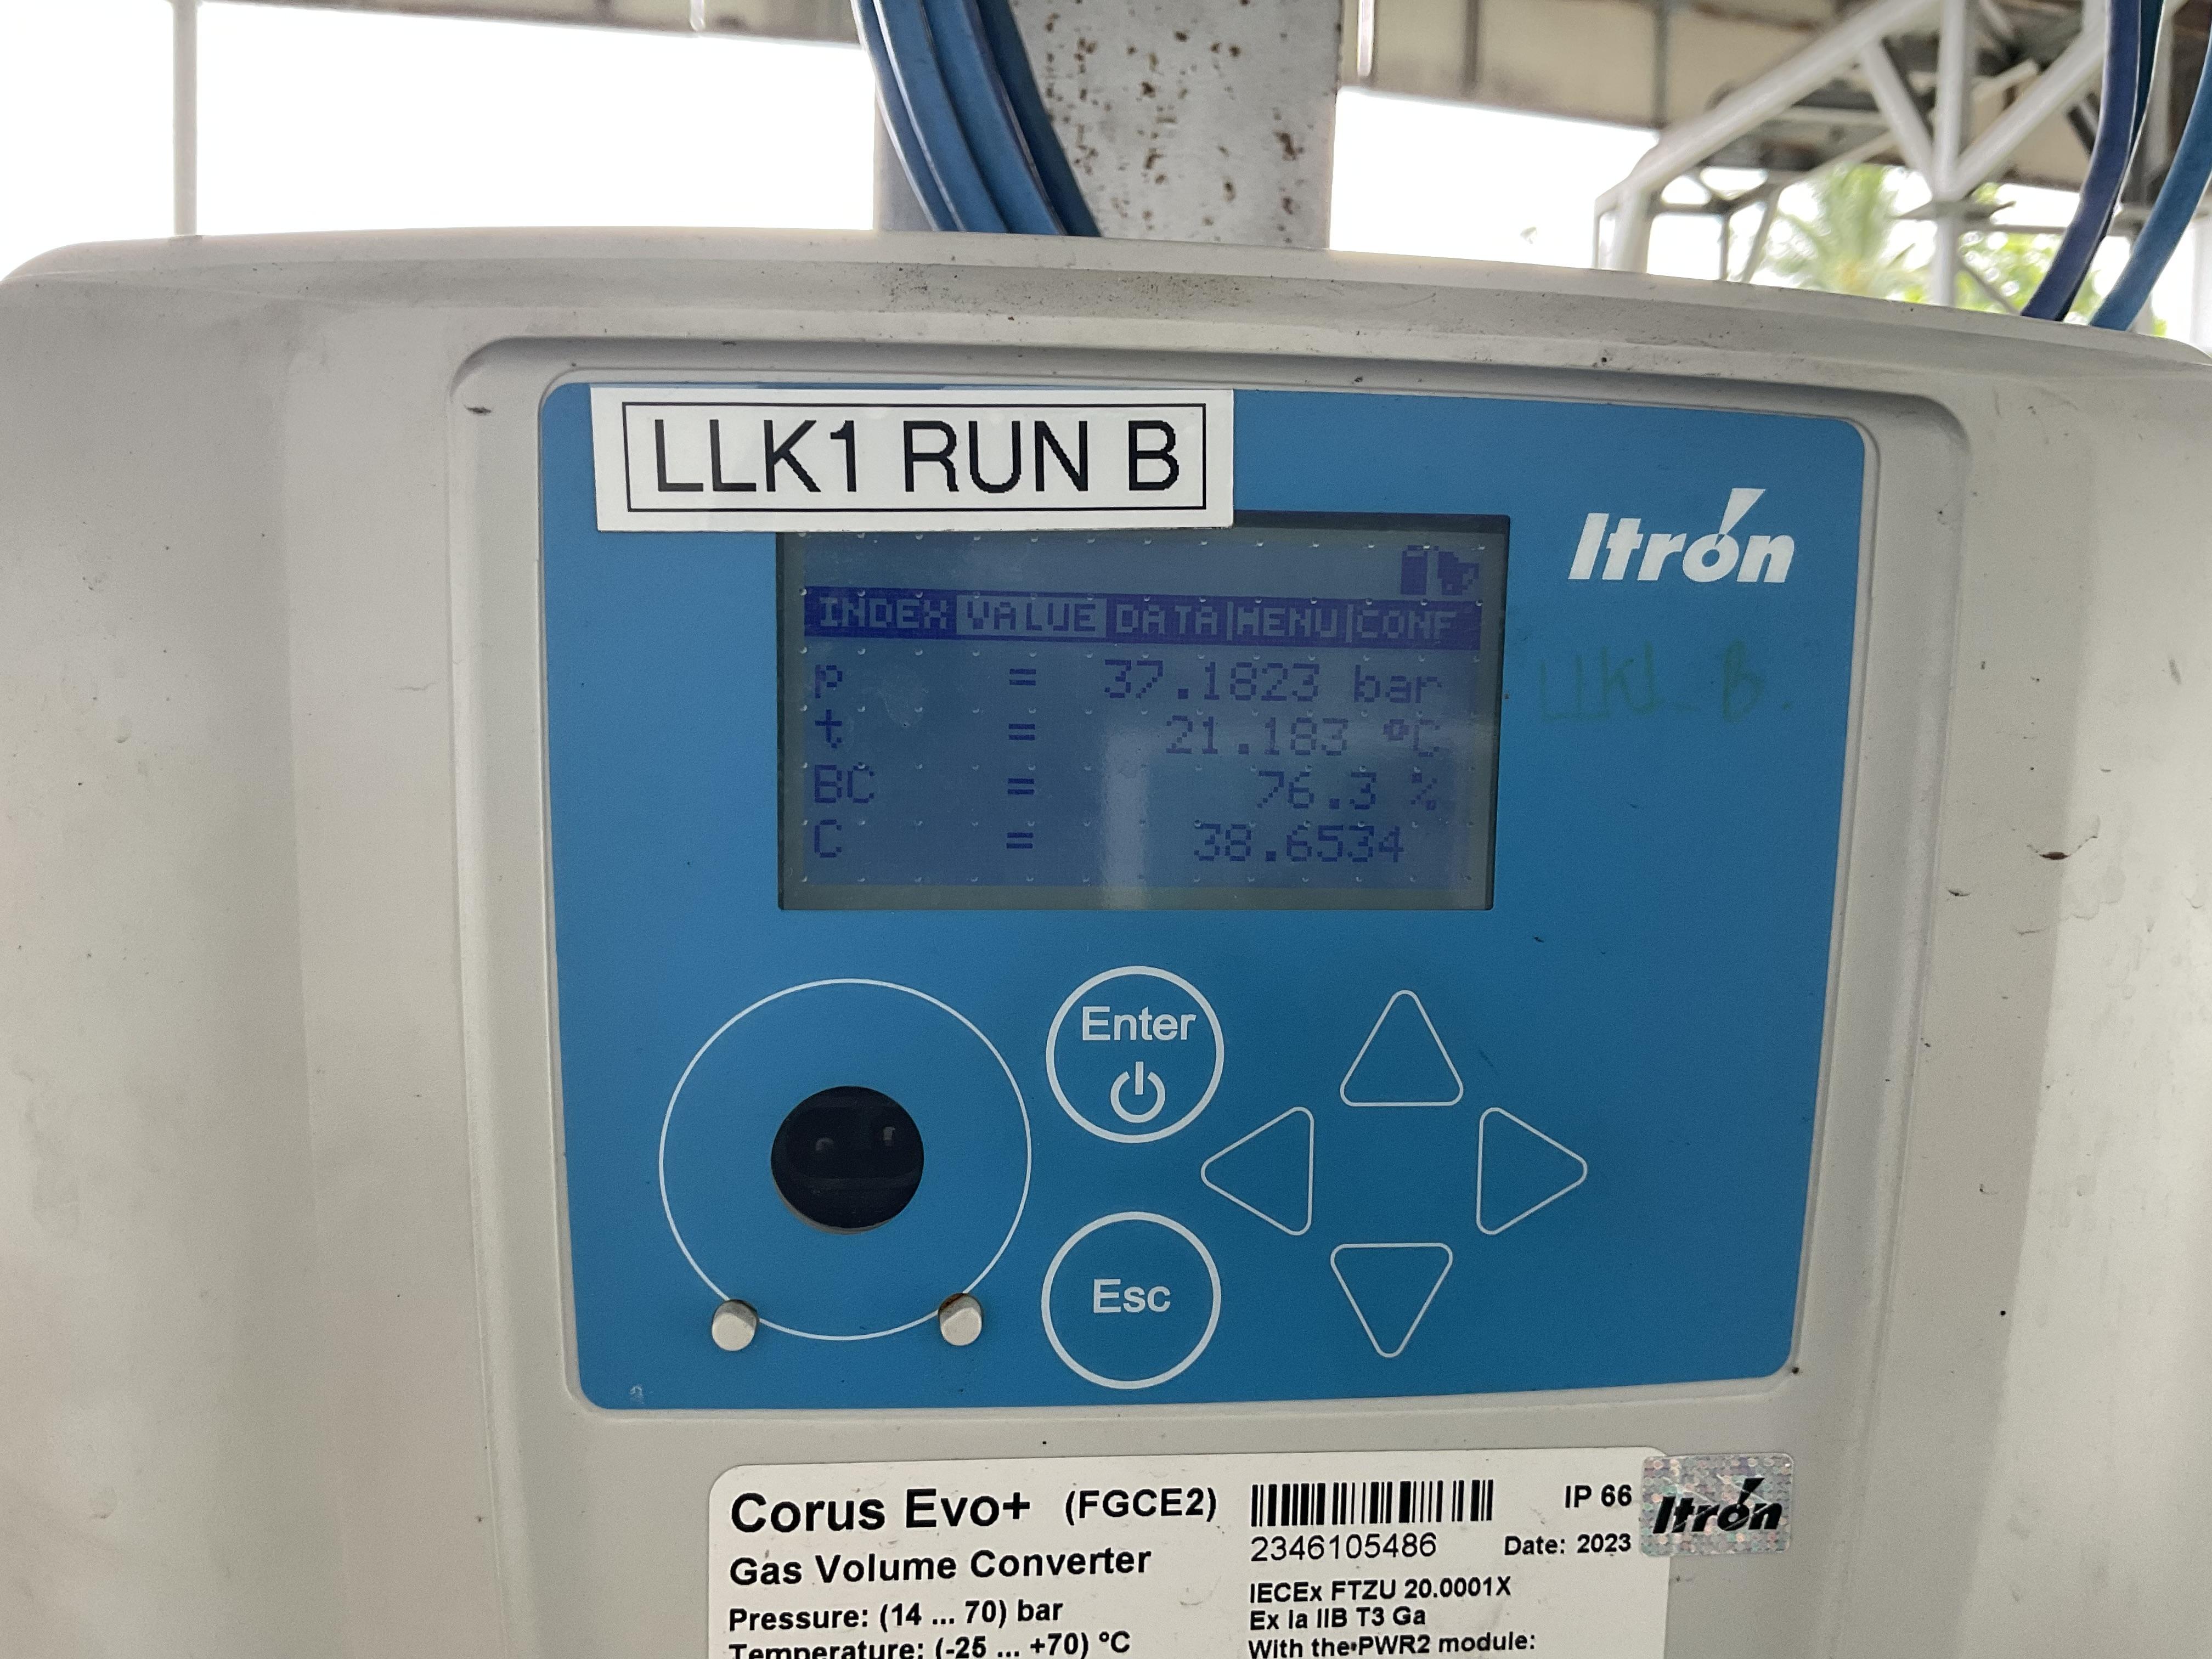 LLK1 RUN B
Itrón
INDEX VALUE DATA|MENU|CONF
p = 37.1823 bar
t = 21.183 °C
BC = 76.3 %
C = 38.6534
LLK1 B.
Enter
Esc
Corus Evo+ (FGCE2)
Gas Volume Converter
Pressure: (14 ... 70) bar
Temperature: (-25 ... +70) °C
2346105486
IP 66
Date: 2023
Itrón
IECEx FTZU 20.0001X
Ex Ia IIB T3 Ga
With the PWR2 module: